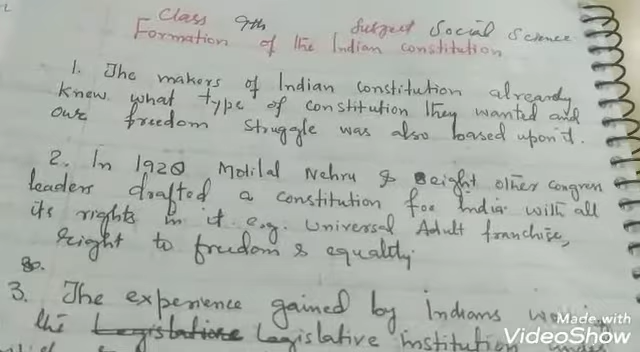 Class 9th Subject Social Science
Formation of the Indian constitution
1. The makers of Indian constitution alreardy
knew what type of constitution they wanted and
our freedom struggle was also based upon it.
2. In 1928 Motilal Nehru & eight other congress
leaders drafted a constitution for India with all
its rights in it e.g. Universal Adult franchise,
Right to freedom & equality.
3. The experience gained by Indians
the Legislative Legislative institution
Made with
VideoShow